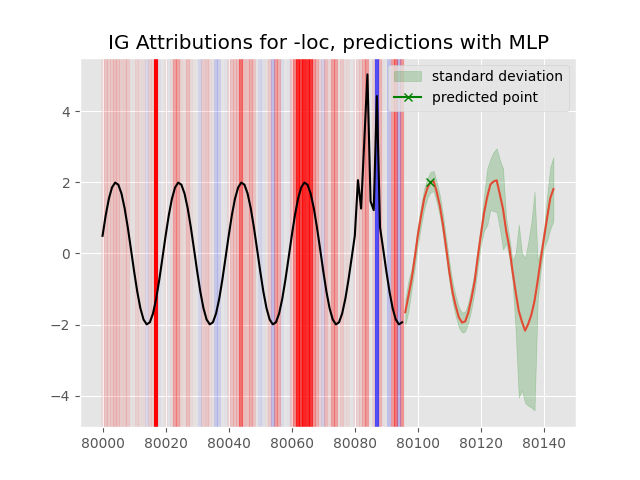 IG Attributions for -loc, predictions with MLP
standard deviation
predicted point
4
2
0
−2
−4
80000 80020 80040 80060 80080 80100 80120 80140